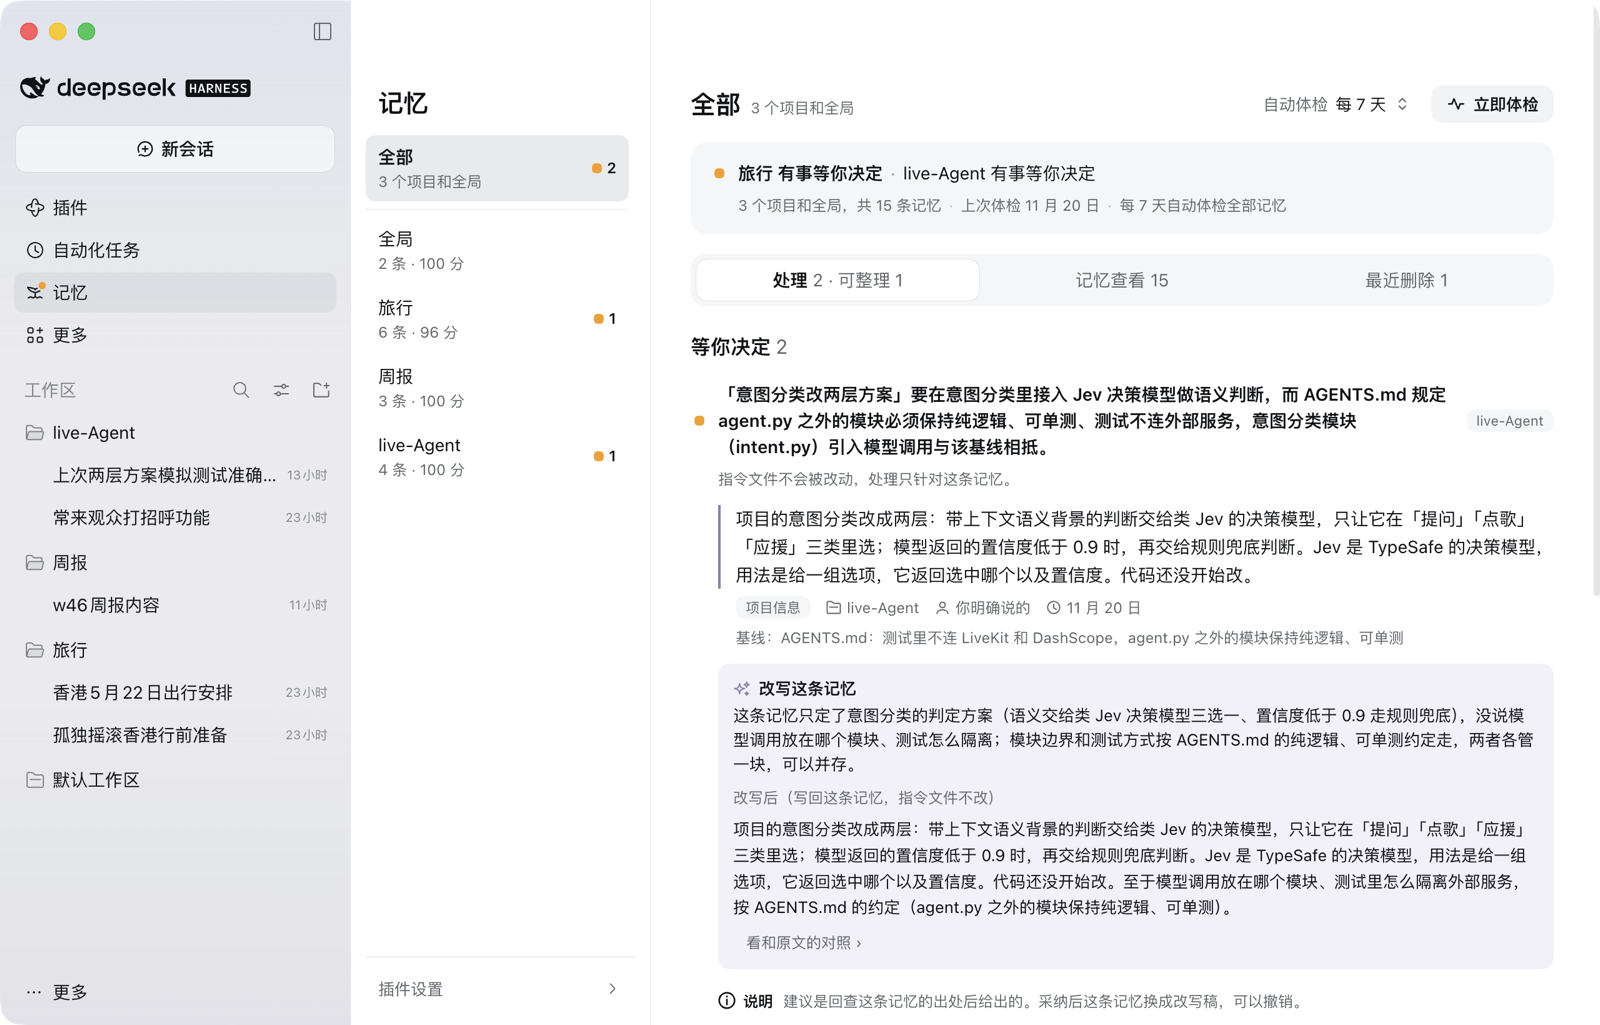 deepseek HARNESS
新会话
插件
自动化任务
记忆
更多
工作区
live-Agent
上次两层方案模拟测试准确... 13小时
常来观众打招呼功能 23小时
周报
w46周报内容 11小时
旅行
香港5月22日出行安排 23小时
孤独摇滚香港行前准备 23小时
默认工作区
··· 更多
记忆
全部
3 个项目和全局
2
全局
2 条 · 100 分
旅行
6 条 · 96 分
1
周报
3 条 · 100 分
live-Agent
4 条 · 100 分
1
插件设置
全部 3 个项目和全局
自动体检 每 7 天
立即体检
旅行 有事等你决定 · live-Agent 有事等你决定
3 个项目和全局，共 15 条记忆 · 上次体检 11 月 20 日 · 每 7 天自动体检全部记忆
处理 2 · 可整理 1
记忆查看 15
最近删除 1
等你决定 2
「意图分类改两层方案」要在意图分类里接入 Jev 决策模型做语义判断，而 AGENTS.md 规定
agent.py 之外的模块必须保持纯逻辑、可单测、测试不连外部服务，意图分类模块
（intent.py）引入模型调用与该基线相抵。
live-Agent
指令文件不会被改动，处理只针对这条记忆。
项目的意图分类改成两层：带上下文语义背景的判断交给类 Jev 的决策模型，只让它在「提问」「点歌」
「应援」三类里选；模型返回的置信度低于 0.9 时，再交给规则兜底判断。Jev 是 TypeSafe 的决策模型，
用法是给一组选项，它返回选中哪个以及置信度。代码还没开始改。
项目信息 live-Agent 你明确说的 11 月 20 日
基线：AGENTS.md：测试里不连 LiveKit 和 DashScope，agent.py 之外的模块保持纯逻辑、可单测
改写这条记忆
这条记忆只定了意图分类的判定方案（语义交给类 Jev 决策模型三选一、置信度低于 0.9 走规则兜底），没说模
型调用放在哪个模块、测试怎么隔离；模块边界和测试方式按 AGENTS.md 的纯逻辑、可单测约定走，两者各管
一块，可以并存。
改写后（写回这条记忆，指令文件不改）
项目的意图分类改成两层：带上下文语义背景的判断交给类 Jev 的决策模型，只让它在「提问」「点歌」「应援」
三类里选；模型返回的置信度低于 0.9 时，再交给规则兜底判断。Jev 是 TypeSafe 的决策模型，用法是给一组
选项，它返回选中哪个以及置信度。代码还没开始改。至于模型调用放在哪个模块、测试里怎么隔离外部服务，
按 AGENTS.md 的约定（agent.py 之外的模块保持纯逻辑、可单测）。
看和原文的对照 ›
说明 建议是回查这条记忆的出处后给出的。采纳后这条记忆换成改写稿，可以撤销。